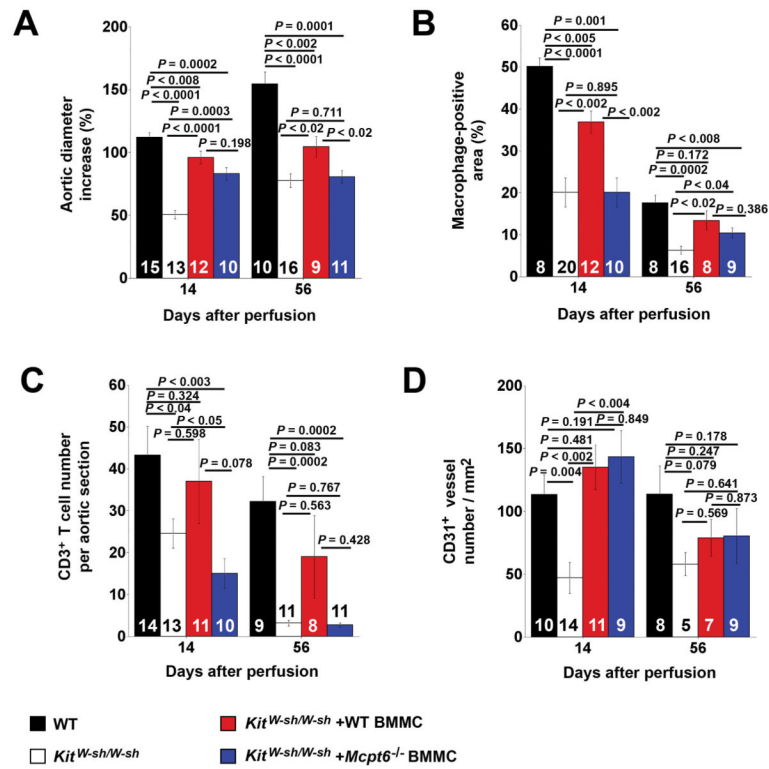 A
P = 0.0001
P < 0.002
P < 0.0001
P = 0.0002
P < 0.008
P < 0.0001
P = 0.0003
P < 0.0001
P = 0.198
P = 0.711
P < 0.02
P < 0.02
Aortic diameter
increase (%)
200
150
100
50
0
15
13
12
10
10
16
9
11
14
56
Days after perfusion
B
P = 0.001
P < 0.005
P < 0.0001
P = 0.895
P < 0.002
P < 0.002
P < 0.008
P = 0.172
P = 0.0002
P < 0.04
P < 0.02
P = 0.386
Macrophage-positive
area (%)
60
50
40
30
20
10
0
8
20
12
10
8
16
8
9
14
56
Days after perfusion
C
P < 0.003
P = 0.324
P < 0.04
P < 0.05
P = 0.598
P = 0.078
P = 0.0002
P = 0.083
P = 0.0002
P = 0.767
P = 0.563
P = 0.428
CD3+ T cell number
per aortic section
60
50
40
30
20
10
0
14
13
11
10
9
11
8
11
14
56
Days after perfusion
D
P < 0.004
P = 0.191
P = 0.849
P = 0.481
P < 0.002
P = 0.004
P = 0.178
P = 0.247
P = 0.079
P = 0.641
P = 0.873
P = 0.569
CD31+ vessel
number / mm2
200
150
100
50
0
10
14
11
9
8
5
7
9
14
56
Days after perfusion
WT
Kit W-sh/W-sh +WT BMMC
Kit W-sh/W-sh
Kit W-sh/W-sh +Mcpt6-/- BMMC